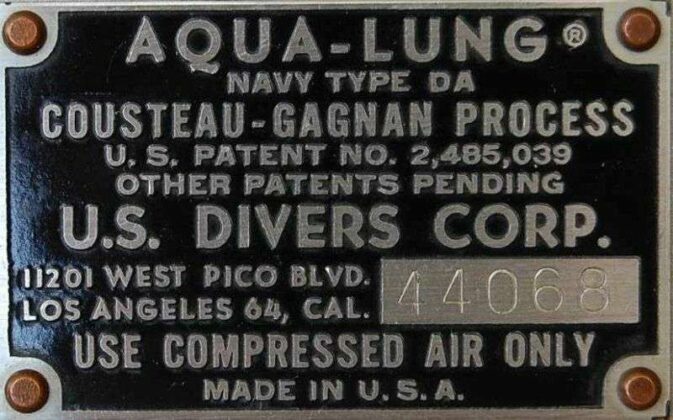 AQUA-LUNG®
NAVY TYPE DA
COUSTEAU-GAGNAN PROCESS
U. S. PATENT NO. 2,485,039
OTHER PATENTS PENDING
U.S. DIVERS CORP.
11201 WEST PICO BLVD.
LOS ANGELES 64, CAL.
44068
USE COMPRESSED AIR ONLY
MADE IN U.S.A.